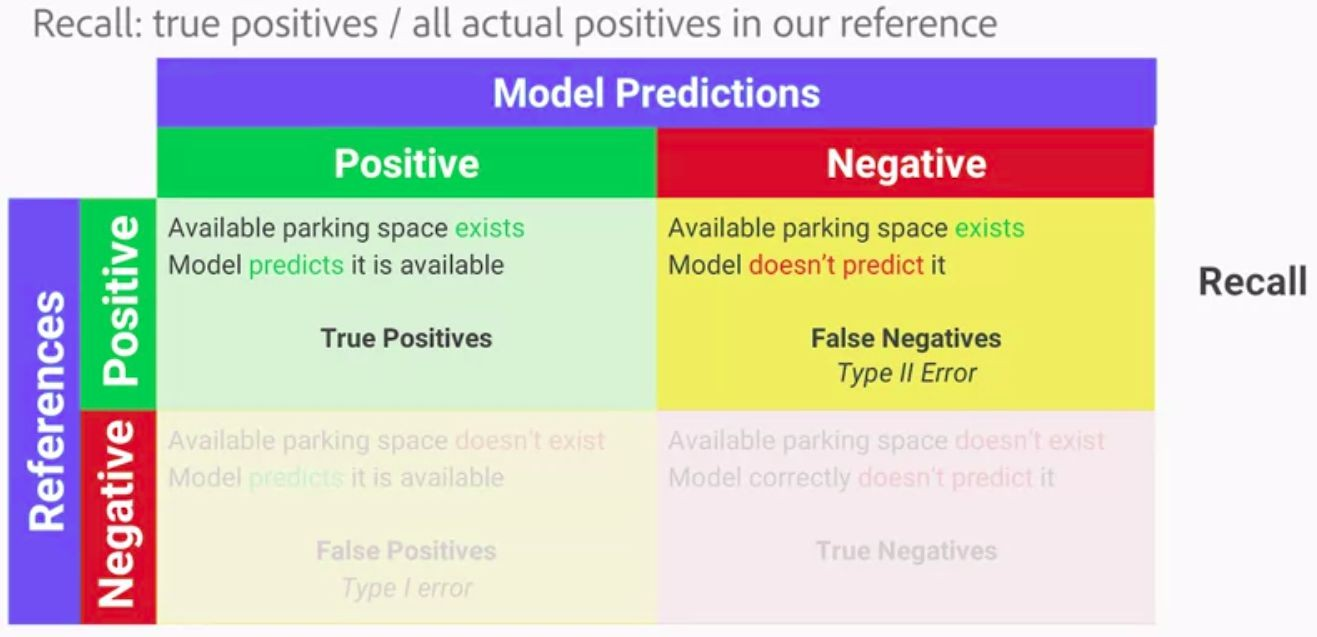 Recall: true positives / all actual positives in our reference
Model Predictions
Positive
Negative
References
Positive
Available parking space exists
Model predicts it is available
True Positives
Available parking space exists
Model doesn't predict it
False Negatives
Type II Error
Recall
Negative
Available parking space doesn't exist
Model predicts it is available
False Positives
Type I error
Available parking space doesn't exist
Model correctly doesn't predict it
True Negatives